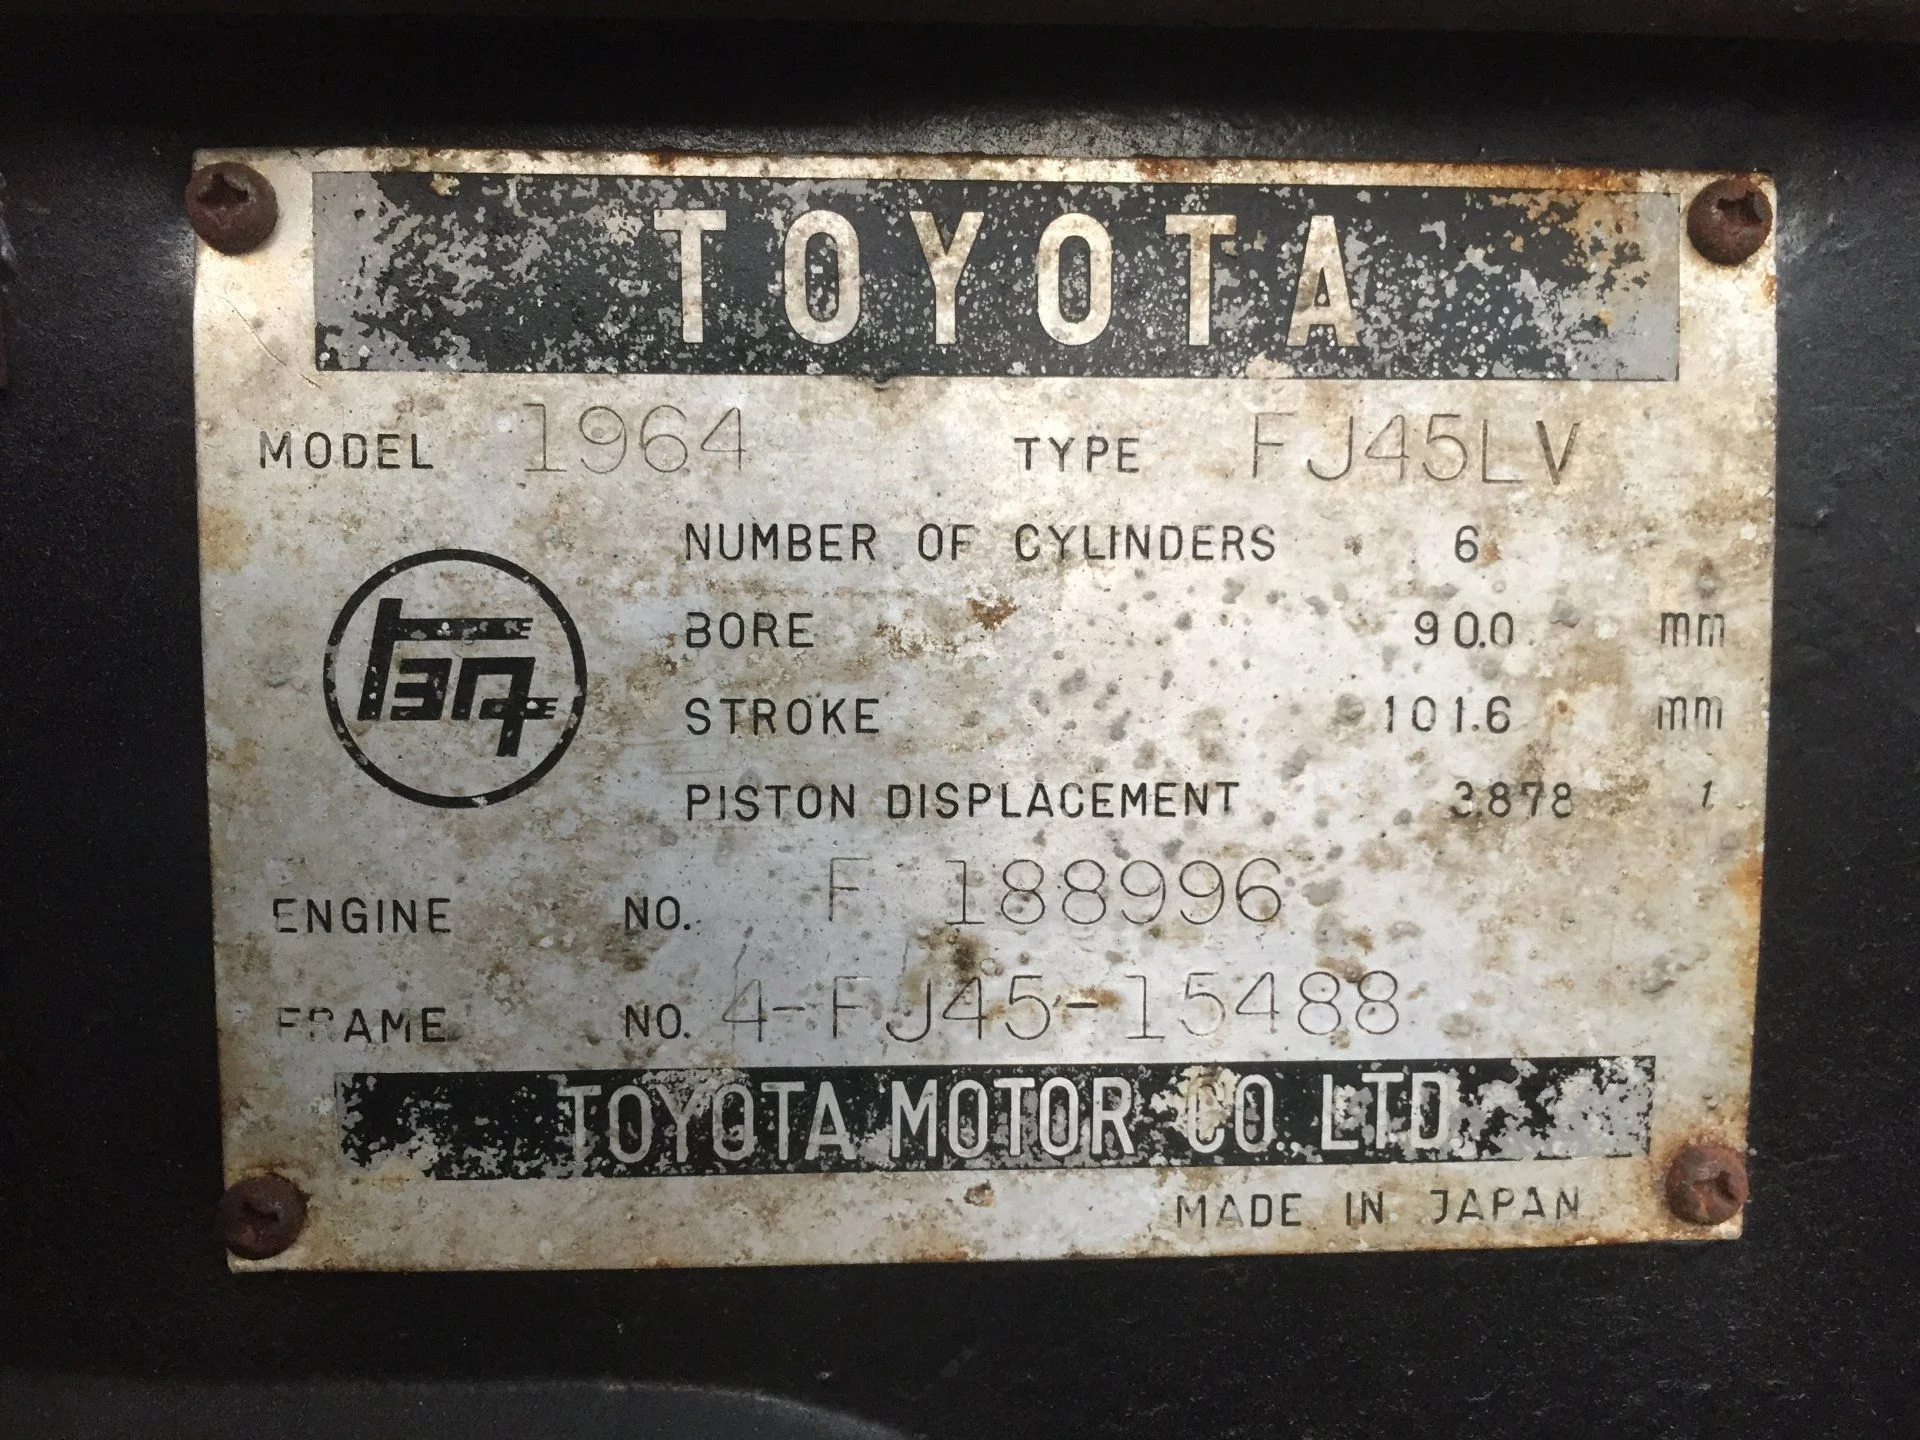 TOYOTA
MODEL 1964 TYPE FJ45LV
NUMBER OF CYLINDERS 6
BORE 90.0 mm
STROKE 101.6 mm
PISTON DISPLACEMENT 3.878 l
ENGINE NO. F 188996
FRAME NO. 4-FJ45-15488
TOYOTA MOTOR CO. LTD.
MADE IN JAPAN